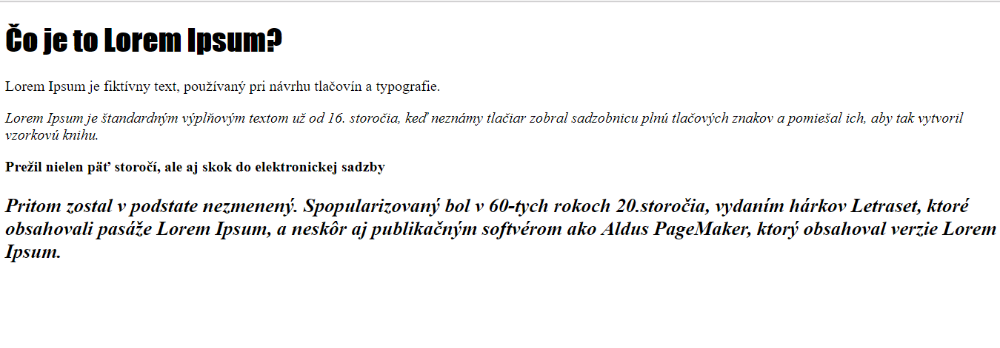 Čo je to Lorem Ipsum?
Lorem Ipsum je fiktívny text, používaný pri návrhu tlačovín a typografie.
Lorem Ipsum je štandardným výplňovým textom už od 16. storočia, keď neznámy tlačiar zobral sadzobnicu plnú tlačových znakov a pomiešal ich, aby tak vytvoril
vzorkovú knihu.
Prežil nielen päť storočí, ale aj skok do elektronickej sadzby
Pritom zostal v podstate nezmenený. Spopularizovaný bol v 60-tych rokoch 20.storočia, vydaním hárkov Letraset, ktoré
obsahovali pasáže Lorem Ipsum, a neskôr aj publikačným softvérom ako Aldus PageMaker, ktorý obsahoval verzie Lorem
Ipsum.